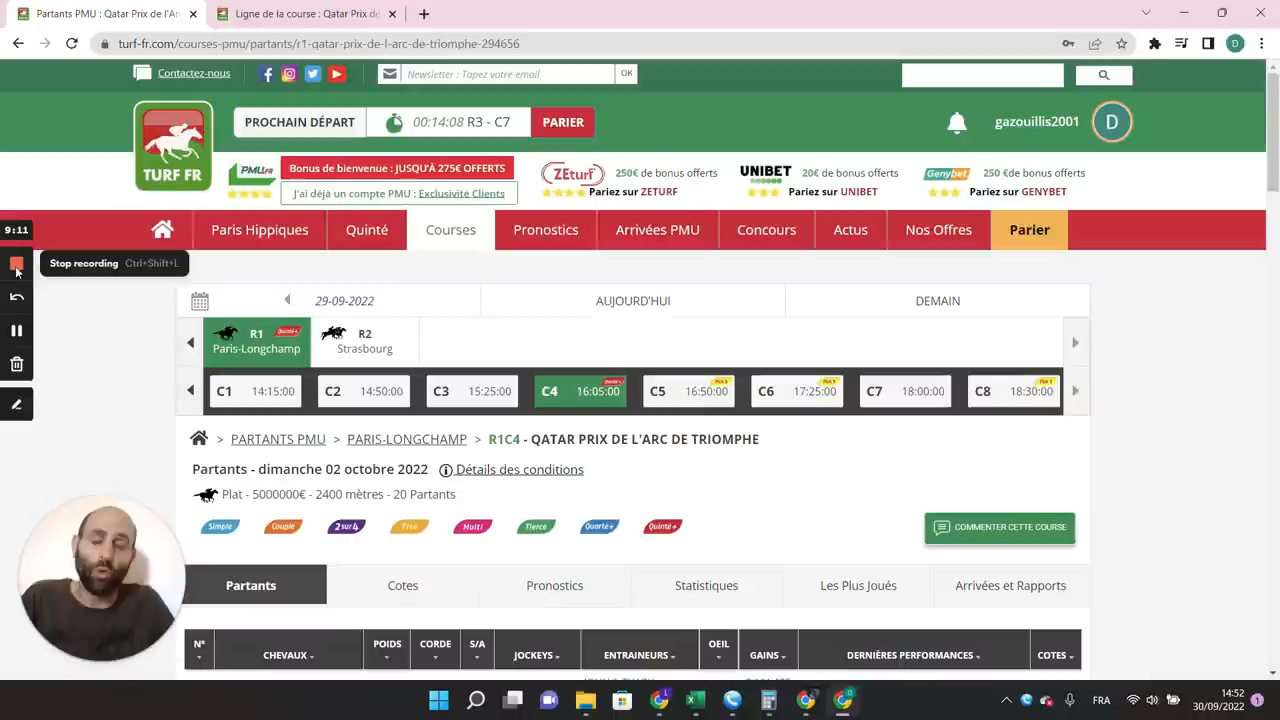 Partants PMU : Qatar Prix de l'Ar
Ligne de la course : Qatar Prix de
turf-fr.com/courses-pmu/partants/r1-qatar-prix-de-l-arc-de-triomphe-294656
D
Contactez-nous
Newsletter : Tapez votre email
OK
TURF FR
PROCHAIN DÉPART
00:14:08 R3 - C7
PARIER
gazouillis2001
D
PMU.FR
Bonus de bienvenue : JUSQU'À 275€ OFFERTS
J'ai déjà un compte PMU : Exclusivité Clients
ZEturf
250€ de bonus offerts
Pariez sur ZETURF
UNIBET
20€ de bonus offerts
Pariez sur UNIBET
Genybet
250 €de bonus offerts
Pariez sur GENYBET
9:11
Paris Hippiques
Quinté
Courses
Pronostics
Arrivées PMU
Concours
Actus
Nos Offres
Parier
Stop recording Ctrl+Shift+L
29-09-2022
AUJOURD'HUI
DEMAIN
R1
Quinté+
Paris-Longchamp
R2
Strasbourg
C1 14:15:00
C2 14:50:00
C3 15:25:00
C4 16:05:00
C5 16:50:00
C6 17:25:00
C7 18:00:00
C8 18:30:00
> PARTANTS PMU > PARIS-LONGCHAMP > R1C4 - QATAR PRIX DE L'ARC DE TRIOMPHE
Partants - dimanche 02 octobre 2022 Détails des conditions
Plat - 5000000€ - 2400 mètres - 20 Partants
Simple
Couplé
2sur4
Trio
Multi
Tiercé
Quarté+
Quinté+
COMMENTER CETTE COURSE
Partants
Cotes
Pronostics
Statistiques
Les Plus Joués
Arrivées et Rapports
N°
CHEVAUX
POIDS
CORDE
S/A
JOCKEYS
ENTRAINEURS
OEIL
GAINS
DERNIÈRES PERFORMANCES
COTES
FRA
14:52
30/09/2022
1